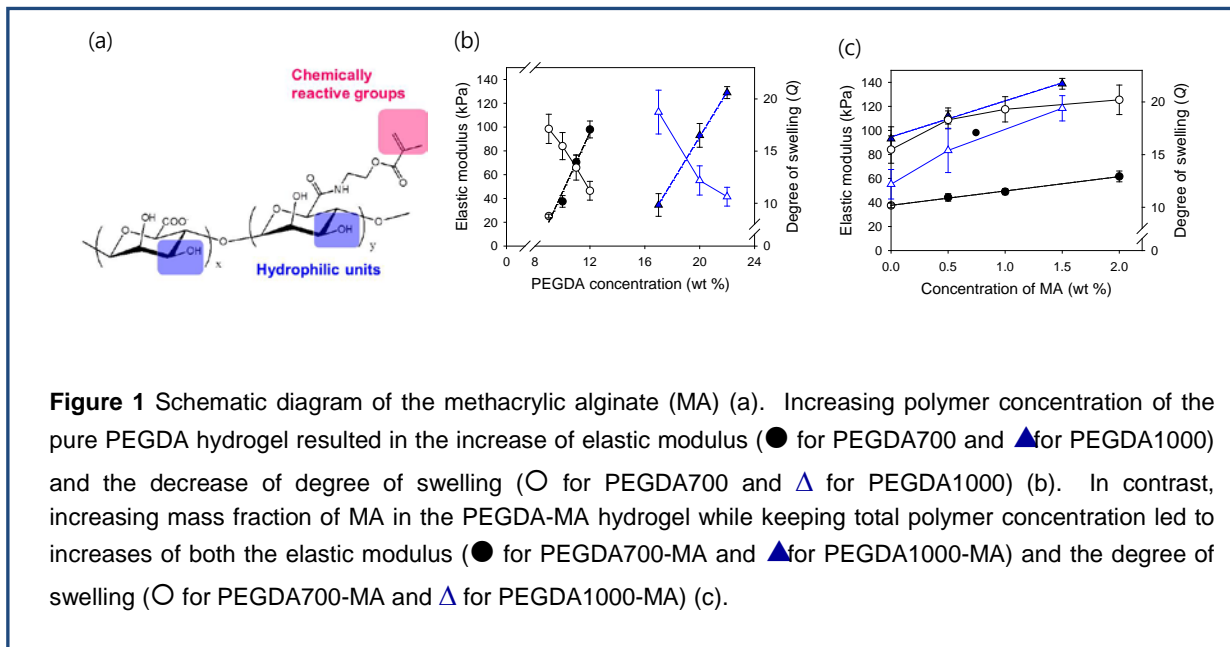 (a)
Chemically
reactive groups
O
O
O
NH
OH
O
OH
COO-
O
OH
O
O
OH
O
OH
x
y
Hydrophilic units
(b)
Elastic modulus (kPa)
140
120
100
80
60
40
20
0
0 8 12 16 20 24
PEGDA concentration (wt %)
20
15
10
0
Degree of swelling (Q)
(c)
Elastic modulus (kPa)
140
120
100
80
60
40
20
0
0.0 0.5 1.0 1.5 2.0
Concentration of MA (wt %)
20
15
10
0
Degree of swelling (Q)
Figure 1 Schematic diagram of the methacrylic alginate (MA) (a). Increasing polymer concentration of the
pure PEGDA hydrogel resulted in the increase of elastic modulus (● for PEGDA700 and ▲for PEGDA1000)
and the decrease of degree of swelling (○ for PEGDA700 and Δ for PEGDA1000) (b). In contrast,
increasing mass fraction of MA in the PEGDA-MA hydrogel while keeping total polymer concentration led to
increases of both the elastic modulus (● for PEGDA700-MA and ▲for PEGDA1000-MA) and the degree of
swelling (○ for PEGDA700-MA and Δ for PEGDA1000-MA) (c).